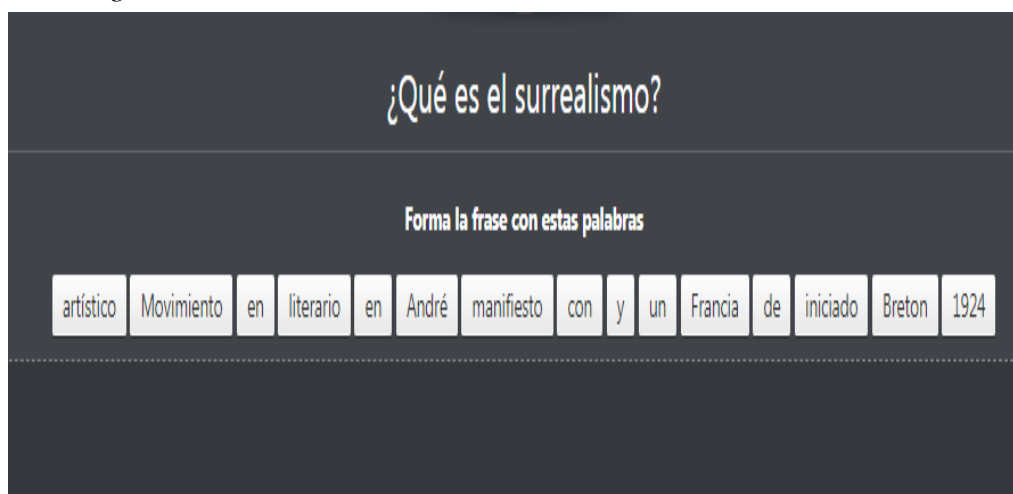 ¿Qué es el surrealismo?
Forma la frase con estas palabras
artístico Movimiento en literario en André manifiesto con y un Francia de iniciado Breton 1924